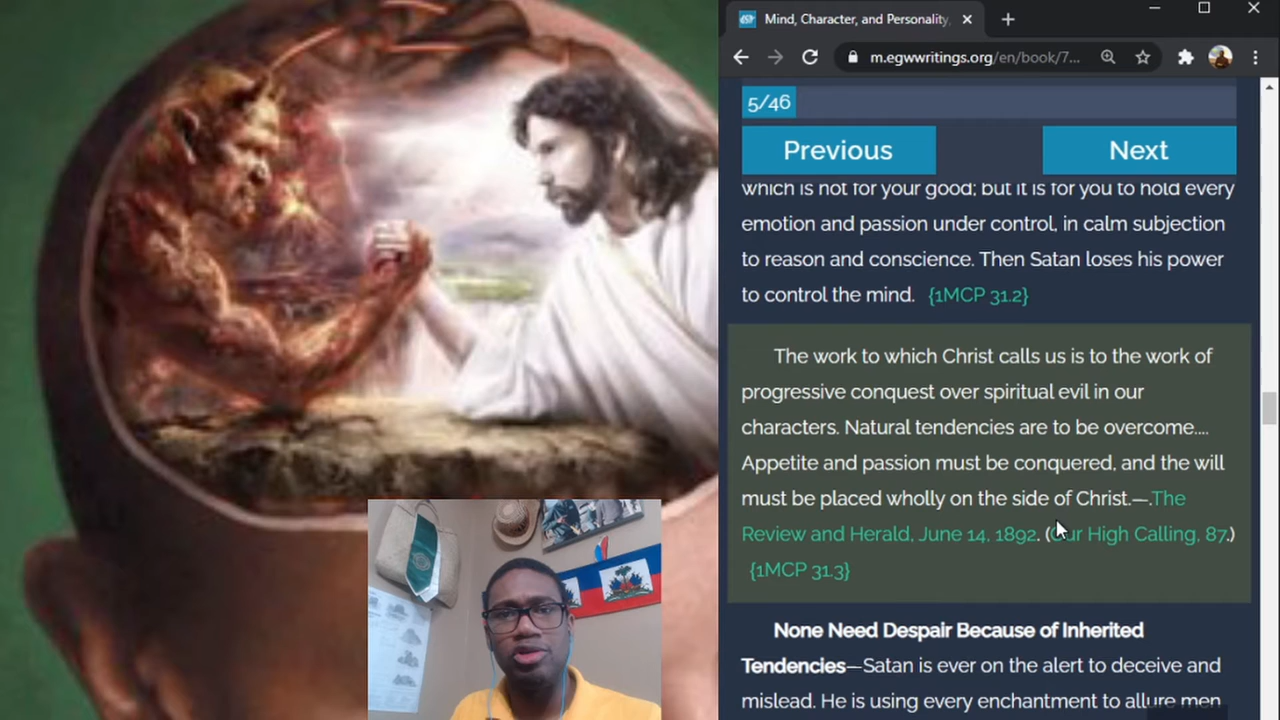 Mind, Character, and Personality,
m.egwwritings.org/en/book/7...
5/46
Previous
Next
which is not for your good; but it is for you to hold every
emotion and passion under control, in calm subjection
to reason and conscience. Then Satan loses his power
to control the mind. {1MCP 31.2}
The work to which Christ calls us is to the work of
progressive conquest over spiritual evil in our
characters. Natural tendencies are to be overcome....
Appetite and passion must be conquered, and the will
must be placed wholly on the side of Christ.—.The
Review and Herald, June 14, 1892. (Our High Calling, 87.)
{1MCP 31.3}
None Need Despair Because of Inherited
Tendencies—Satan is ever on the alert to deceive and
mislead. He is using every enchantment to allure men